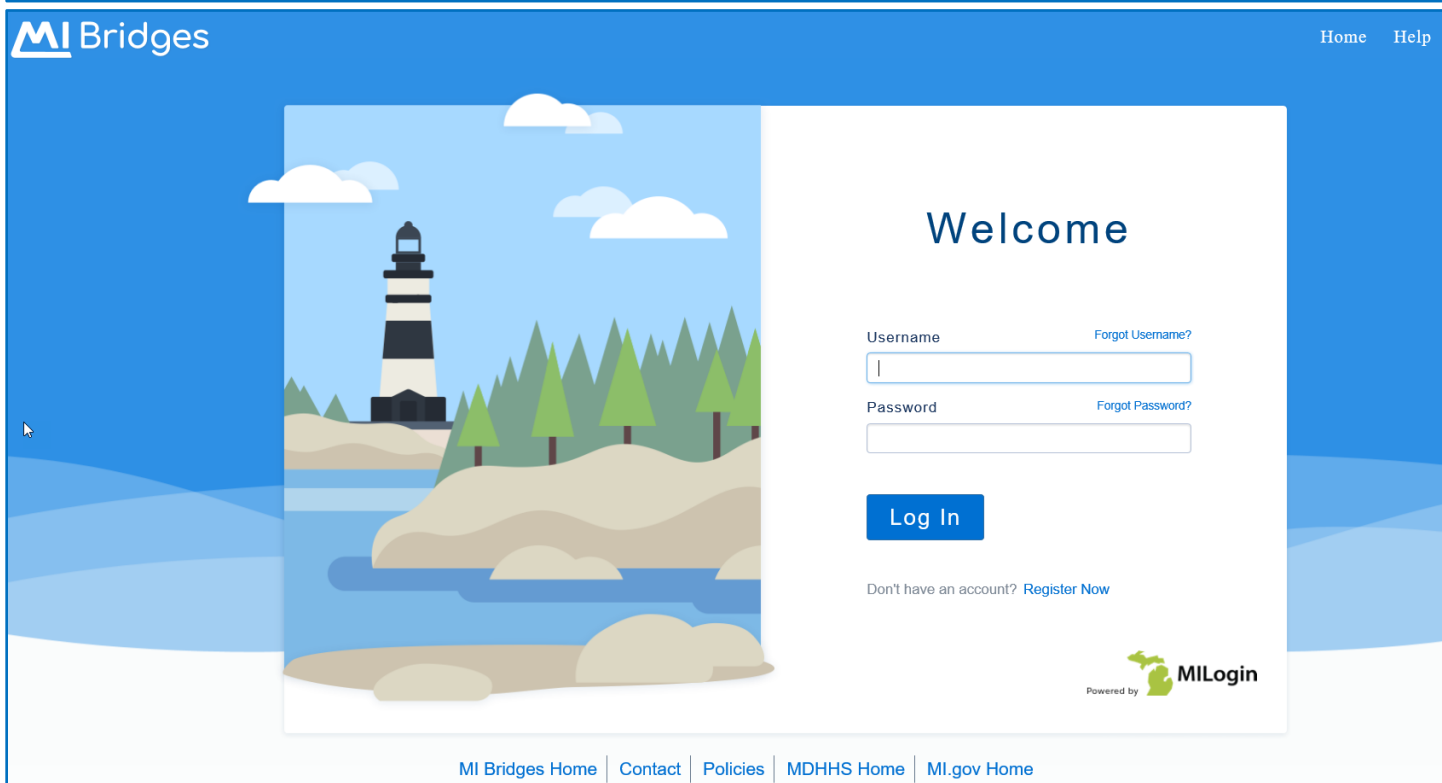 MI Bridges
Home Help
Welcome
Username Forgot Username?
Password Forgot Password?
Log In
Don't have an account? Register Now
Powered by MILogin
MI Bridges Home | Contact | Policies | MDHHS Home | MI.gov Home